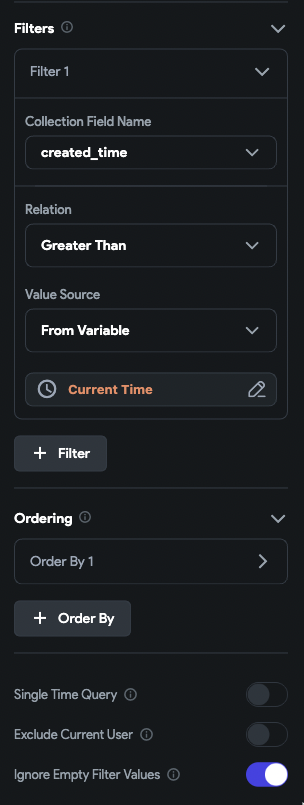 Filters
Filter 1
Collection Field Name
created_time
Relation
Greater Than
Value Source
From Variable
Current Time
+ Filter
Ordering
Order By 1
+ Order By
Single Time Query
Exclude Current User
Ignore Empty Filter Values